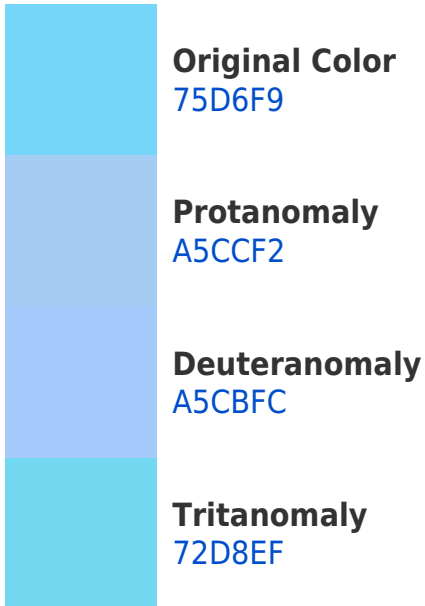 Original Color
75D6F9
Protanomaly
A5CCF2
Deuteranomaly
A5CBFC
Tritanomaly
72D8EF